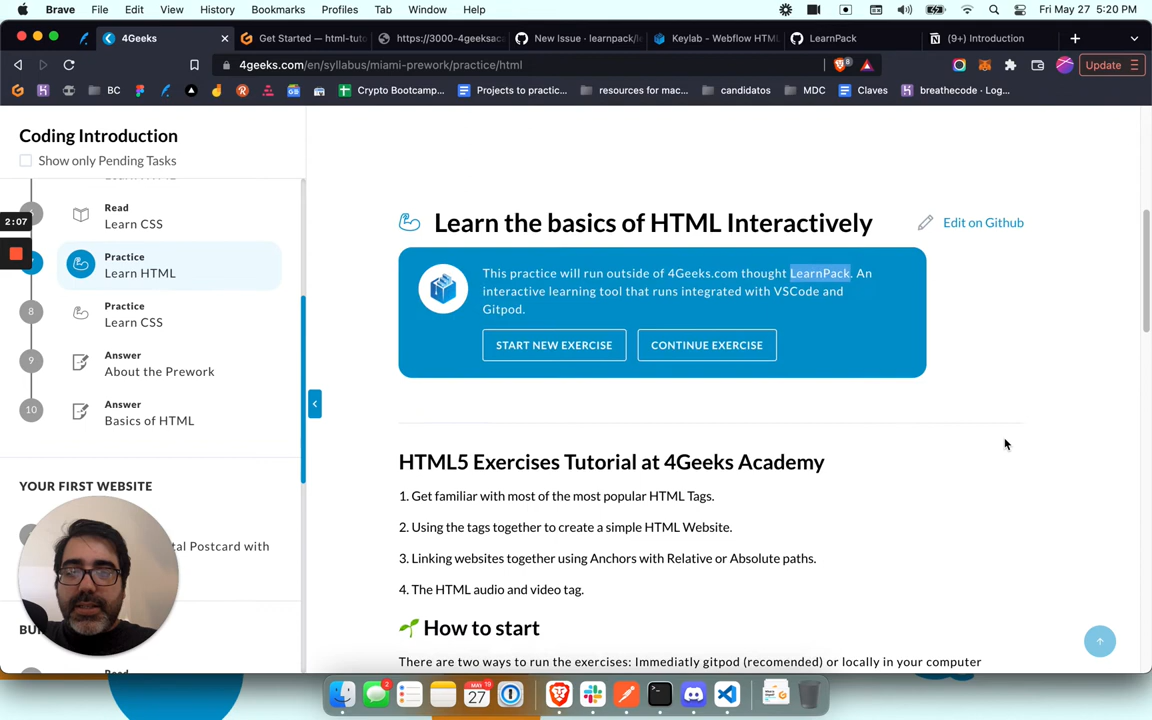 Brave File Edit View History Bookmarks Profiles Tab Window Help Fri May 27 5:20 PM
4Geeks Get Started — html-tuto https://3000-4geeksaca New Issue · learnpack/le Keylab - Webflow HTML LearnPack (9+) Introduction
4geeks.com/en/syllabus/miami-prework/practice/html 8 Update
BC Crypto Bootcamp... Projects to practic... resources for mac... candidatos MDC Claves breathecode · Log...
Coding Introduction
Show only Pending Tasks
Read
Learn CSS
2:07
Practice
Learn HTML
8
Practice
Learn CSS
9
Answer
About the Prework
10
Answer
Basics of HTML
YOUR FIRST WEBSITE
tal Postcard with
Read
Learn the basics of HTML Interactively
Edit on Github
This practice will run outside of 4Geeks.com thought LearnPack. An
interactive learning tool that runs integrated with VSCode and
Gitpod.
START NEW EXERCISE CONTINUE EXERCISE
HTML5 Exercises Tutorial at 4Geeks Academy
1. Get familiar with most of the most popular HTML Tags.
2. Using the tags together to create a simple HTML Website.
3. Linking websites together using Anchors with Relative or Absolute paths.
4. The HTML audio and video tag.
How to start
There are two ways to run the exercises: Immediatly gitpod (recomended) or locally in your computer
2
MAY 19
27